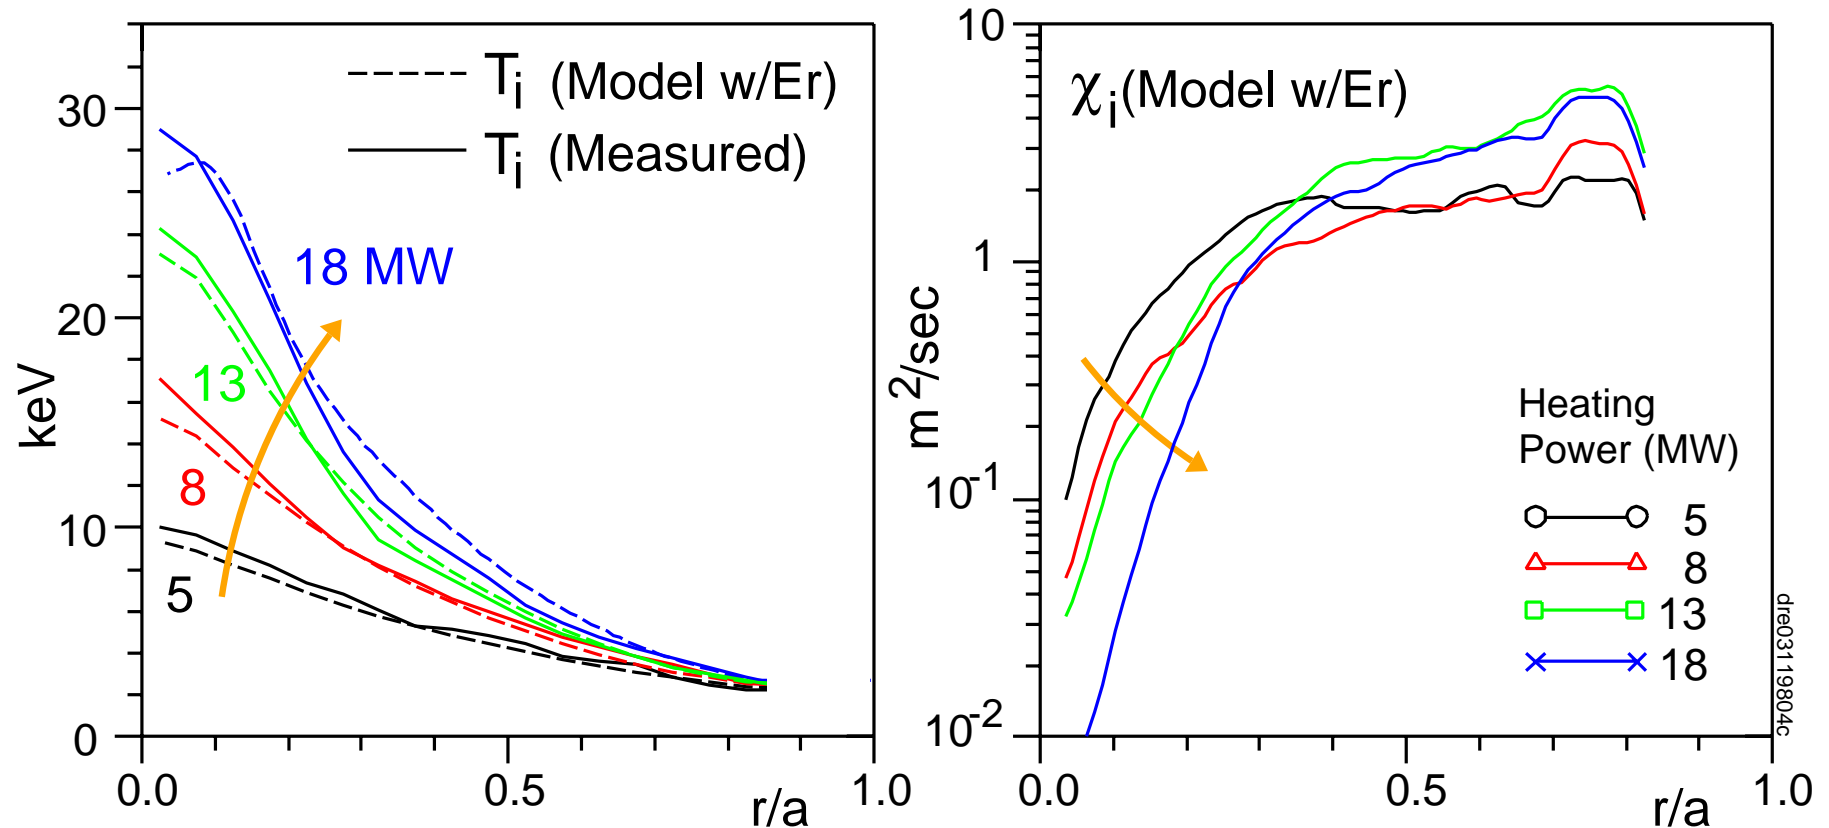 Tᵢ (Model w/Er)
Tᵢ (Measured)
18 MW
13
8
5
30
20
10
0
keV
0.0
0.5
1.0
r/a
χᵢ(Model w/Er)
10
1
10⁻¹
10⁻²
m²/sec
Heating
Power (MW)
5
8
13
18
0.0
0.5
1.0
r/a
dre03119804c